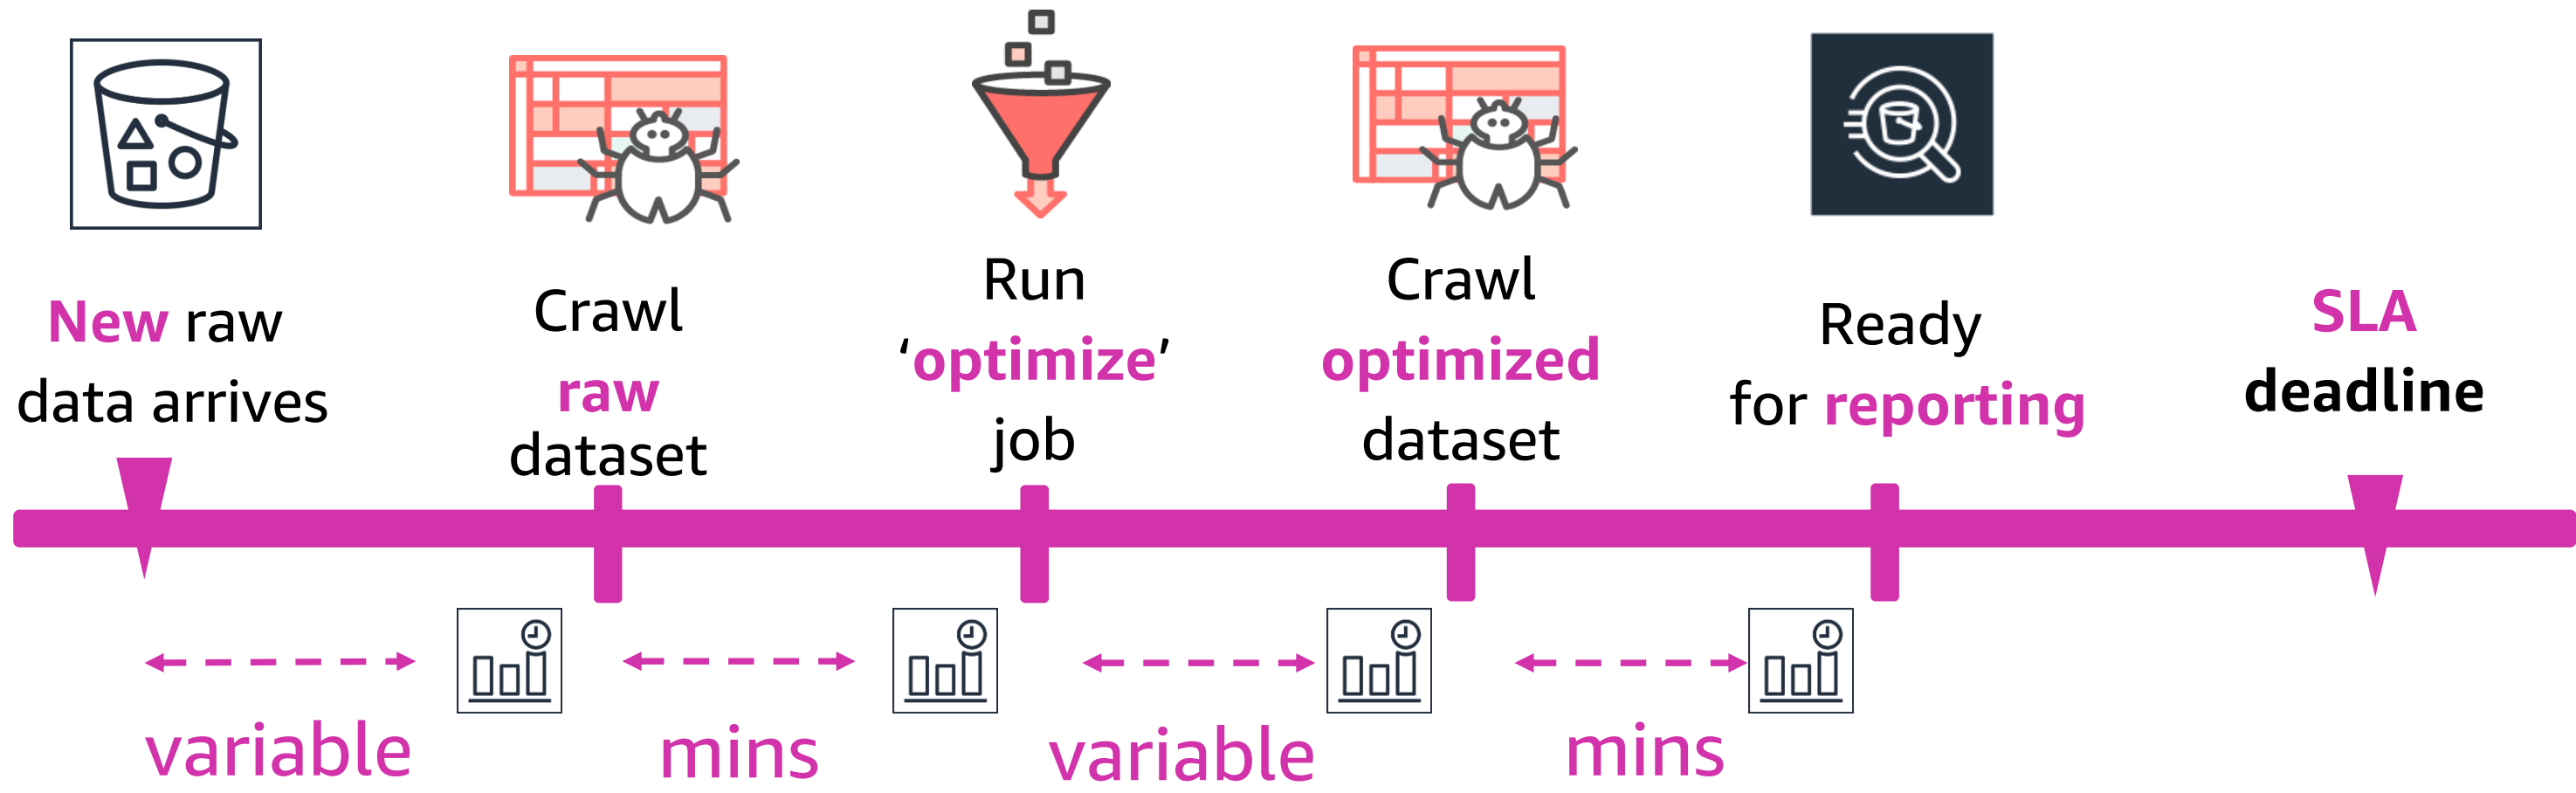 New raw
data arrives
Crawl
raw
dataset
Run
‘optimize’
job
Crawl
optimized
dataset
Ready
for reporting
SLA
deadline
variable
mins
variable
mins